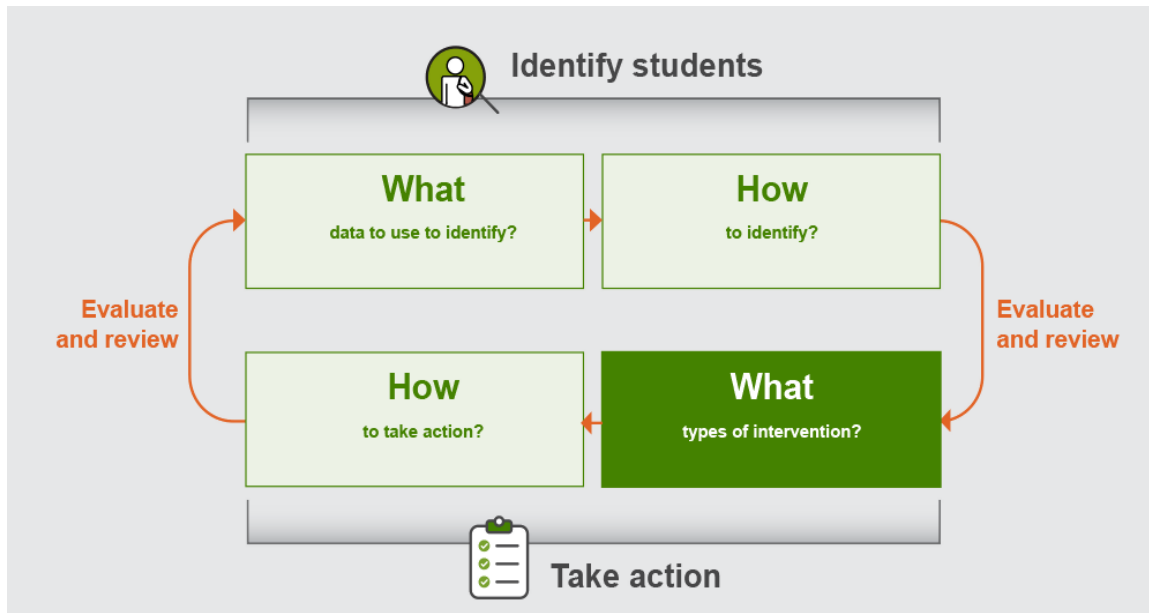 Identify students
What
data to use to identify?
How
to identify?
Evaluate
and review
Evaluate
and review
How
to take action?
What
types of intervention?
Take action